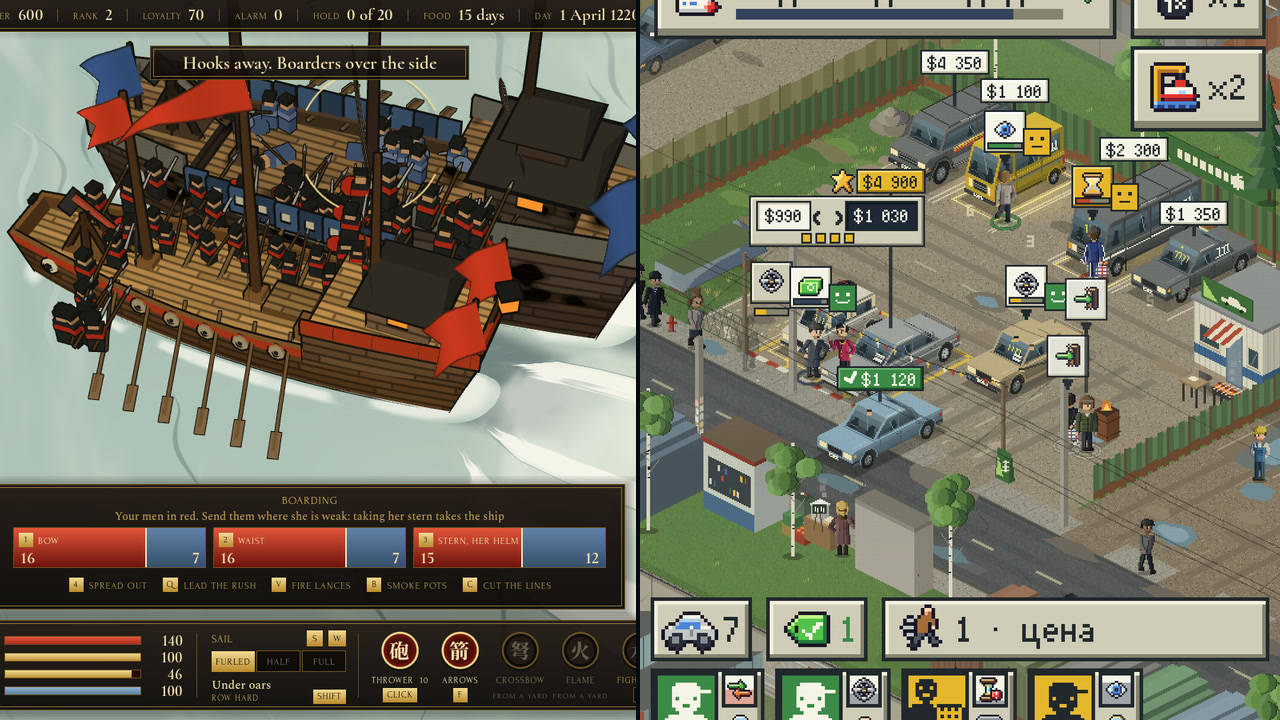 ER 600 RANK 2 LOYALTY 70 ALARM 0 HOLD 0 of 20 FOOD 15 days DAY 1 April 1220
Hooks away. Boarders over the side
BOARDING
Your men in red. Send them where she is weak: taking her stern takes the ship
1 BOW 2 WAIST 3 STERN, HER HELM
16 7 16 7 15 12
4 SPREAD OUT Q LEAD THE RUSH V FIRE LANCES B SMOKE POTS C CUT THE LINES
140
100
46
100
SAIL S W
FURLED HALF FULL
Under oars
ROW HARD SHIFT
砲 箭 弩 火
THROWER 10 ARROWS CROSSBOW FLAME FIGH
CLICK F FROM A YARD FROM A YARD
x1
x2
$4 350
$1 100
$2 300
$4 900
$990 $1 030
$1 350
$1 120
6
3
7 1 1 · цена